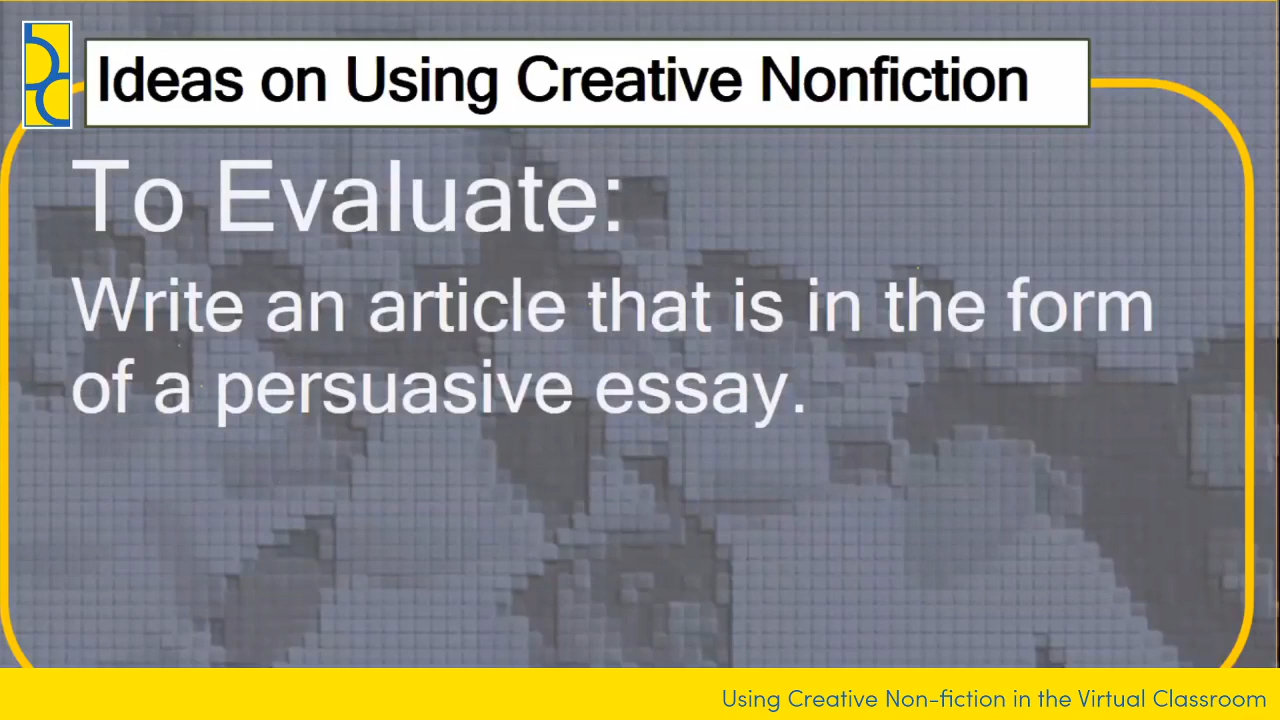 Ideas on Using Creative Nonfiction
To Evaluate:
Write an article that is in the form
of a persuasive essay.
Using Creative Non-fiction in the Virtual Classroom